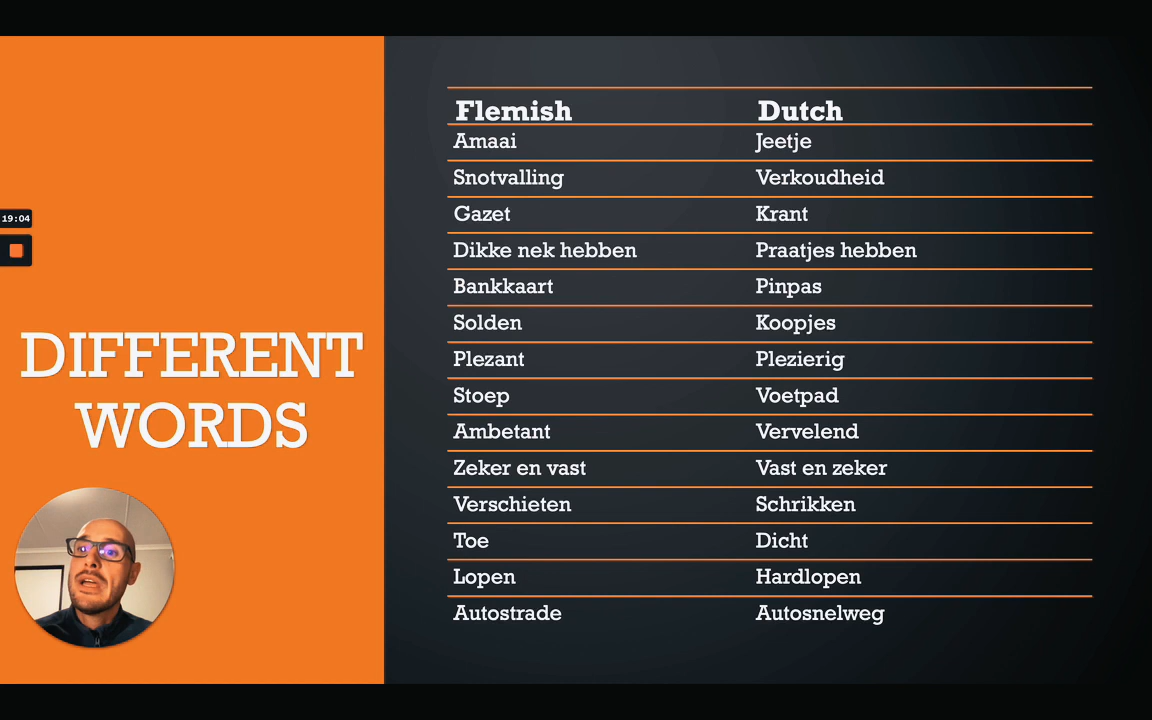 19:04
DIFFERENT
WORDS
Flemish Dutch
Amaai Jeetje
Snotvalling Verkoudheid
Gazet Krant
Dikke nek hebben Praatjes hebben
Bankkaart Pinpas
Solden Koopjes
Plezant Plezierig
Stoep Voetpad
Ambetant Vervelend
Zeker en vast Vast en zeker
Verschieten Schrikken
Toe Dicht
Lopen Hardlopen
Autostrade Autosnelweg